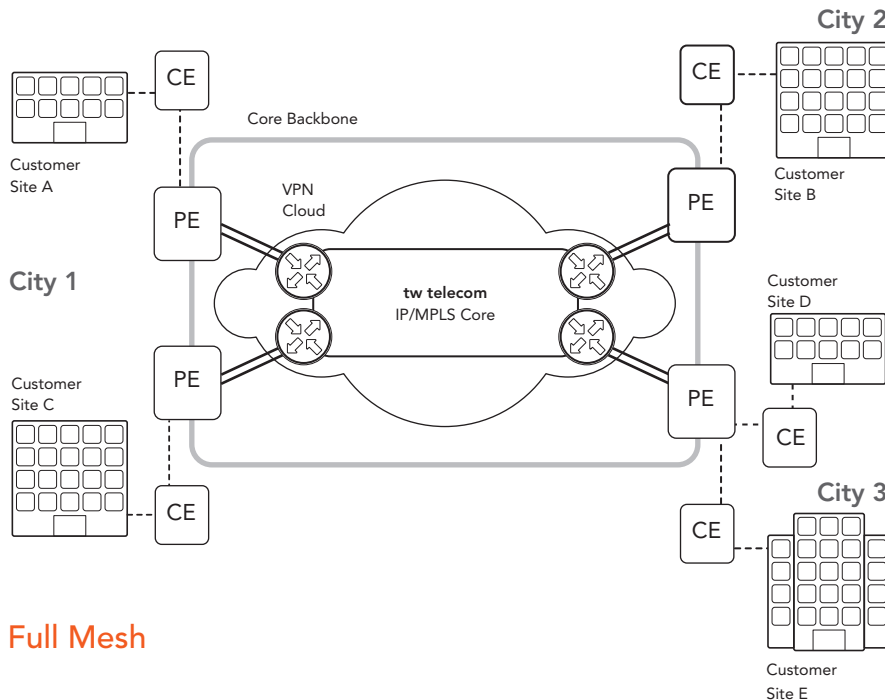 City 2
CE
CE
Customer
Site A
Core Backbone
Customer
Site B
PE
VPN
Cloud
PE
City 1
tw telecom
IP/MPLS Core
Customer
Site D
PE
Customer
Site C
PE
CE
CE
City 3
CE
Full Mesh
Customer
Site E